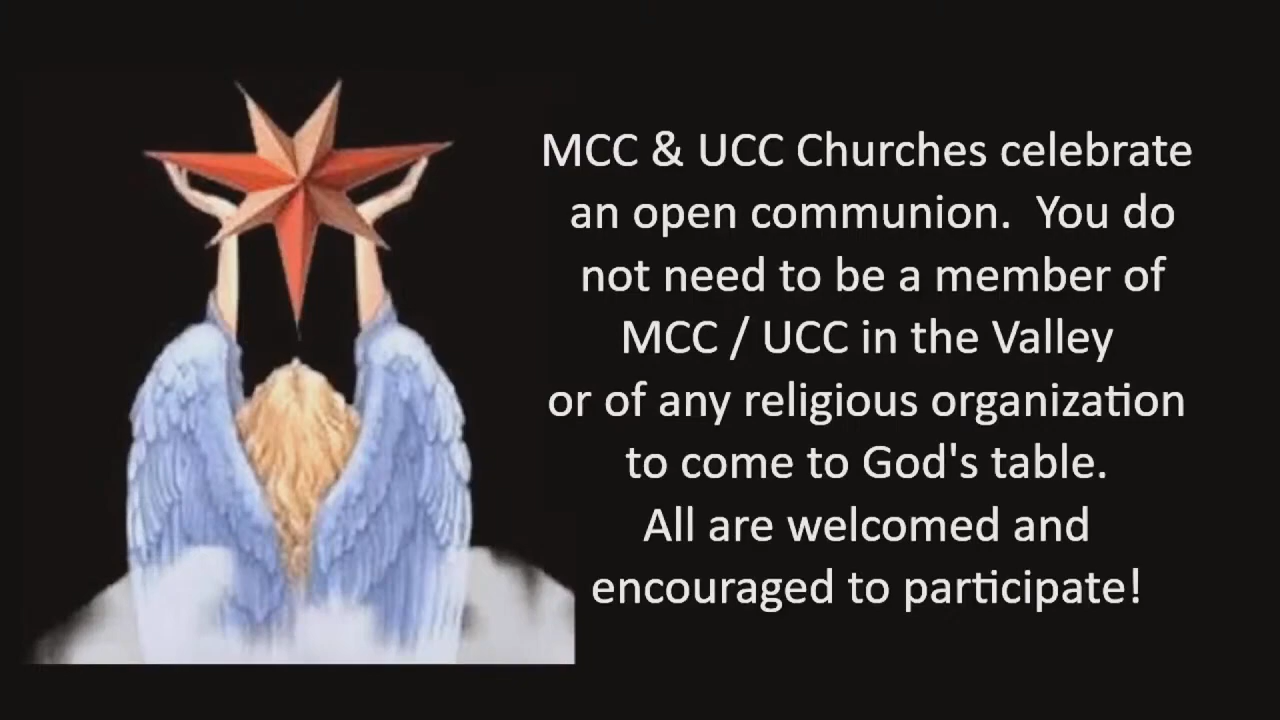 MCC & UCC Churches celebrate
an open communion.  You do
not need to be a member of
MCC / UCC in the Valley
or of any religious organization
to come to God's table.
All are welcomed and
encouraged to participate!